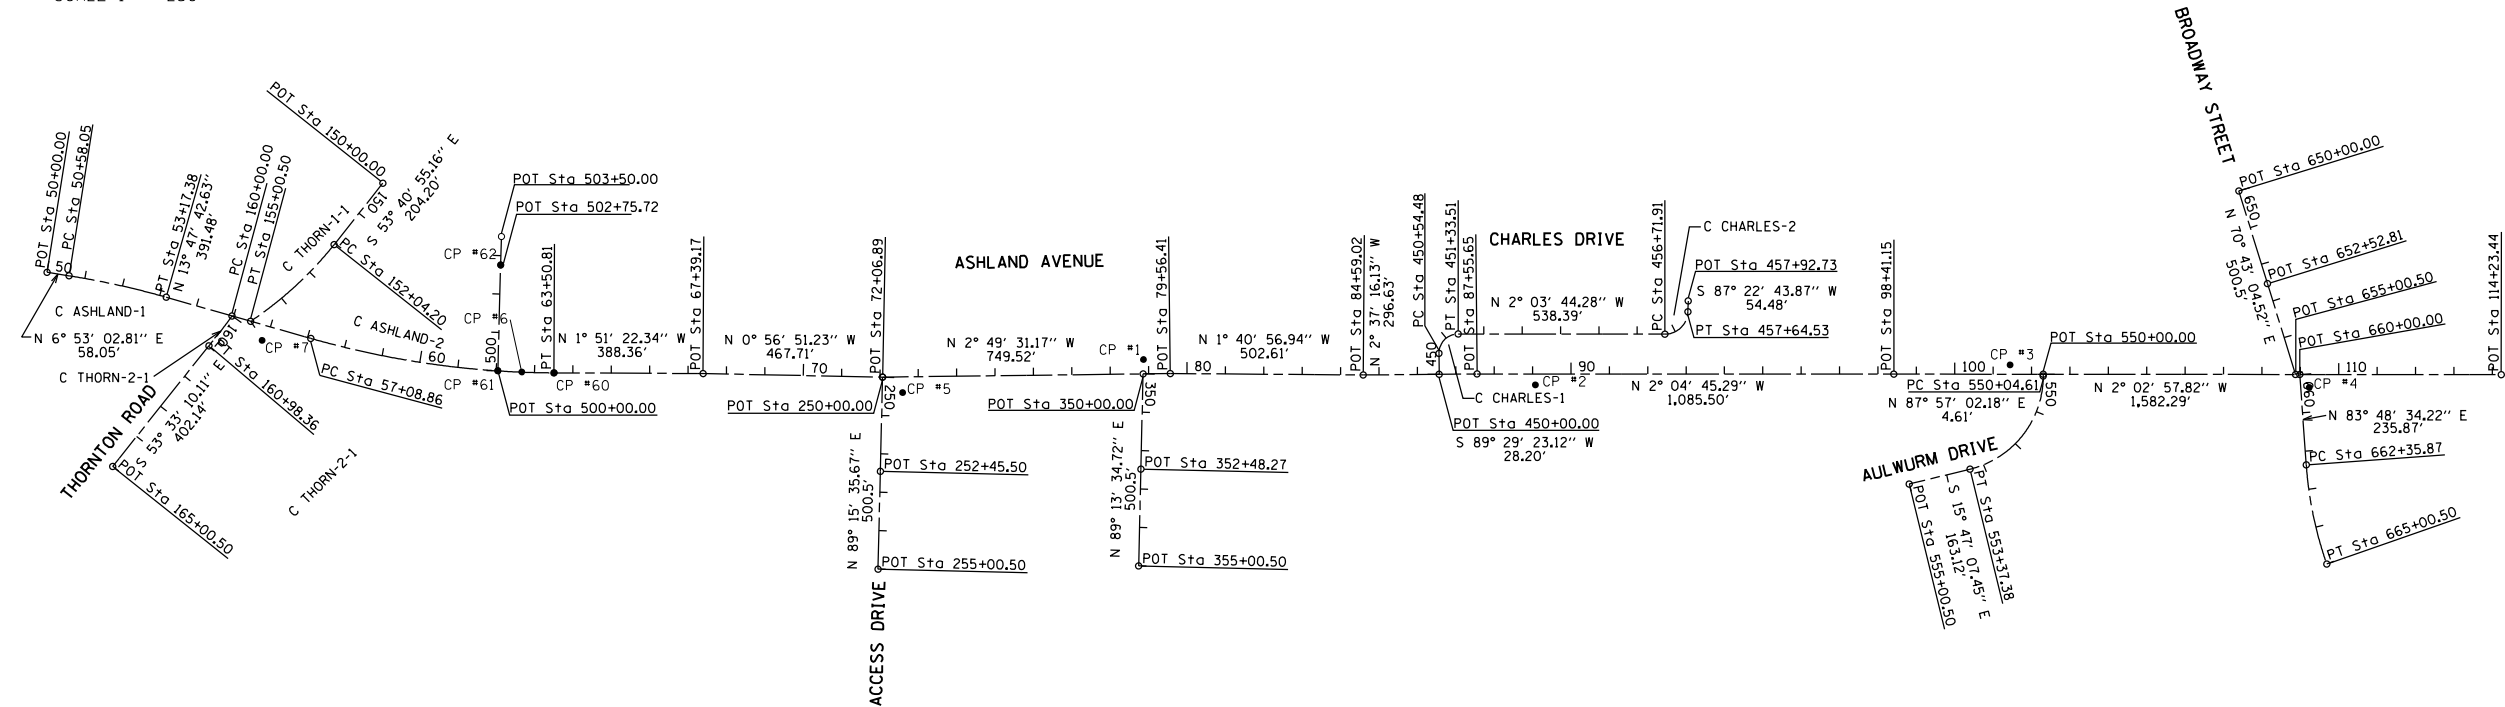 POT Sta 50+00.00
PC Sta 50+58.05
50
C ASHLAND-1
N 6° 53' 02.81" E
58.05'
PT Sta 53+17.38
N 13° 47' 42.63"
391.48'
PC Sta 160+00.00
PT Sta 155+00.50
POT Sta 150+00.00
150
S 53° 40' 55.16" E
204.20'
C THORN-1-1
PC Sta 152+04.20
160
CP #7
C ASHLAND-2
PC Sta 57+08.86
60
C THORN-2-1
PT Sta 160+98.36
THORNTON ROAD
S 53° 33' 10.11" E
402.14'
POT Sta 165+00.50
C THORN-2-1
POT Sta 503+50.00
POT Sta 502+75.72
CP #62
CP #6
500
CP #61
POT Sta 500+00.00
PT Sta 63+50.81
CP #60
N 1° 51' 22.34" W
388.36'
POT Sta 67+39.17
N 0° 56' 51.23" W
467.71'
70
POT Sta 72+06.89
ASHLAND AVENUE
N 2° 49' 31.17" W
749.52'
POT Sta 250+00.00
250
CP #5
POT Sta 252+45.50
N 89° 15' 35.67" E
500.5'
POT Sta 255+00.50
ACCESS DRIVE
CP #1
POT Sta 79+56.41
80
POT Sta 350+00.00
350
POT Sta 352+48.27
N 89° 13' 34.72" E
500.5'
POT Sta 355+00.50
N 1° 40' 56.94" W
502.61'
POT Sta 84+59.02
N 2° 37' 16.13" W
296.63'
PC Sta 450+54.48
PT Sta 451+33.51
POT Sta 87+55.65
450
CHARLES DRIVE
N 2° 03' 44.28" W
538.39'
PC Sta 456+71.91
C CHARLES-2
POT Sta 457+92.73
S 87° 22' 43.87" W
54.48'
PT Sta 457+64.53
90
CP #2
C CHARLES-1
POT Sta 450+00.00
S 89° 29' 23.12" W
28.20'
N 2° 04' 45.29" W
1,085.50'
POT Sta 98+41.15
100
CP #3
POT Sta 550+00.00
PC Sta 550+04.61
N 87° 57' 02.18" E
4.61'
550
N 2° 02' 57.82" W
1,582.29'
AULWURM DRIVE
PT Sta 553+37.38
S 15° 47' 07.45" E
163.12'
POT Sta 555+00.50
BROADWAY STREET
POT Sta 650+00.00
650
N 70° 43' 04.52" E
500.5'
POT Sta 652+52.81
POT Sta 655+00.50
POT Sta 660+00.00
110
POT Sta 114+23.44
CP #4
660
N 83° 48' 34.22" E
235.87'
PC Sta 662+35.87
PT Sta 665+00.50